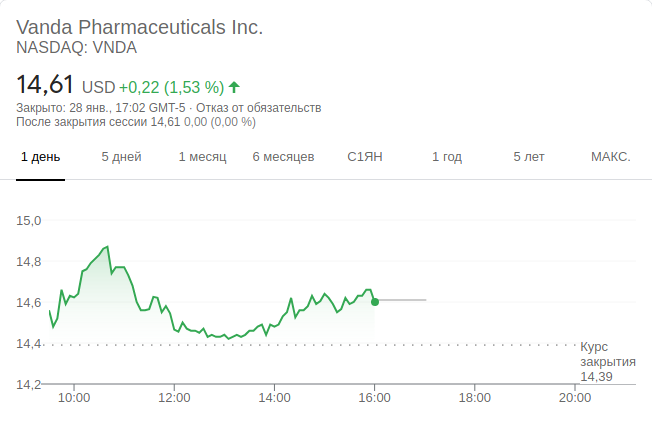 Vanda Pharmaceuticals Inc.
NASDAQ: VNDA
14,61 USD +0,22 (1,53 %)
Закрыто: 28 янв., 17:02 GMT-5 · Отказ от обязательств
После закрытия сессии 14,61 0,00 (0,00 %)
1 день 5 дней 1 месяц 6 месяцев С1ЯН 1 год 5 лет МАКС.
15,0
14,8
14,6
14,4
Курс
закрытия
14,39
14,2
10:00 12:00 14:00 16:00 18:00 20:00